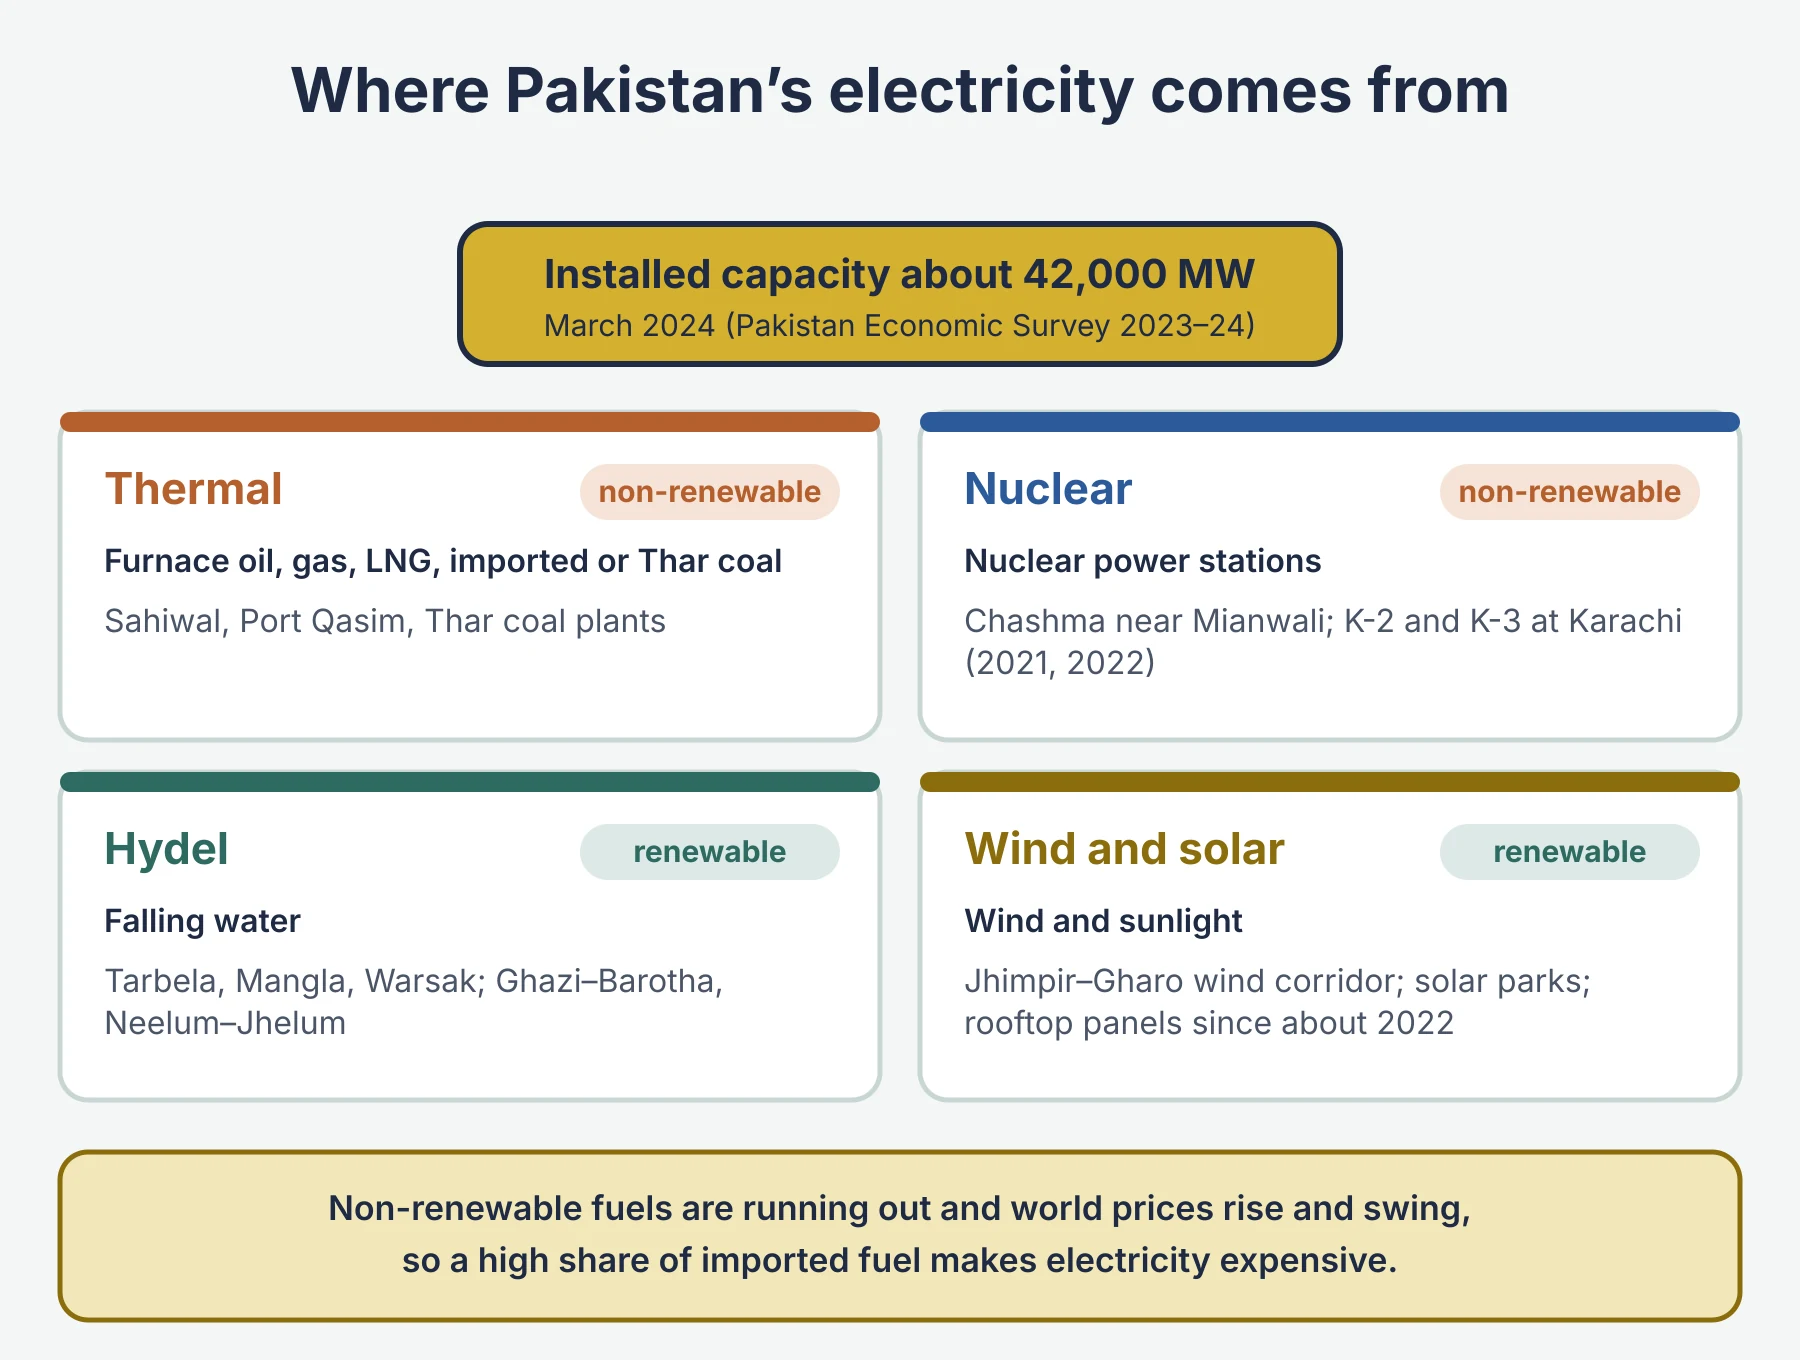 Where Pakistan’s electricity comes from
Installed capacity about 42,000 MW
March 2024 (Pakistan Economic Survey 2023–24)
Thermal
non-renewable
Furnace oil, gas, LNG, imported or Thar coal
Sahiwal, Port Qasim, Thar coal plants
Nuclear
non-renewable
Nuclear power stations
Chashma near Mianwali; K-2 and K-3 at Karachi
(2021, 2022)
Hydel
renewable
Falling water
Tarbela, Mangla, Warsak; Ghazi–Barotha,
Neelum–Jhelum
Wind and solar
renewable
Wind and sunlight
Jhimpir–Gharo wind corridor; solar parks;
rooftop panels since about 2022
Non-renewable fuels are running out and world prices rise and swing,
so a high share of imported fuel makes electricity expensive.